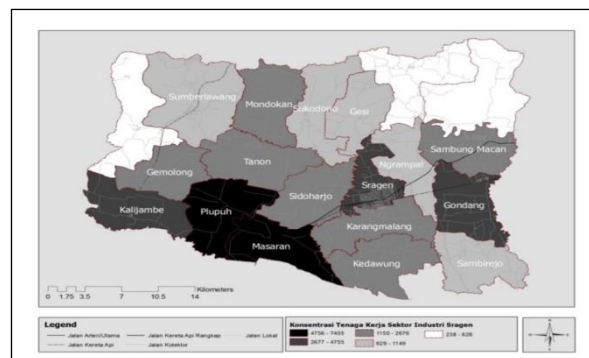 Sumberlawang
Mondokan
Sukodono
Gesi
Tanon
Gemolong
Ngrampal
Sambung Macan
Sragen
Sidoharjo
Kalijambe
Plupuh
Gondang
Karangmalang
Masaran
Kedawung
Sambirejo
Kilometers
0 1.75 3.5 7 10.5 14
Legend
Jalan Arteri/Utama Jalan Kereta Api Rangkap Jalan Lokal
Jalan Kereta Api Jalan Kolektor
Konsentrasi Tenaga Kerja Sektor Industri Sragen
4756 - 7403 1150 - 2676 238 - 628
2677 - 4755 629 - 1149